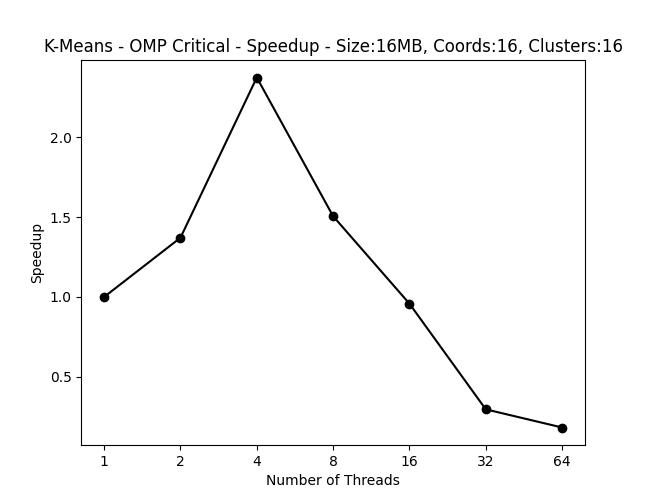 K-Means - OMP Critical - Speedup - Size:16MB, Coords:16, Clusters:16
2.0
1.5
1.0
0.5
Speedup
1 2 4 8 16 32 64
Number of Threads